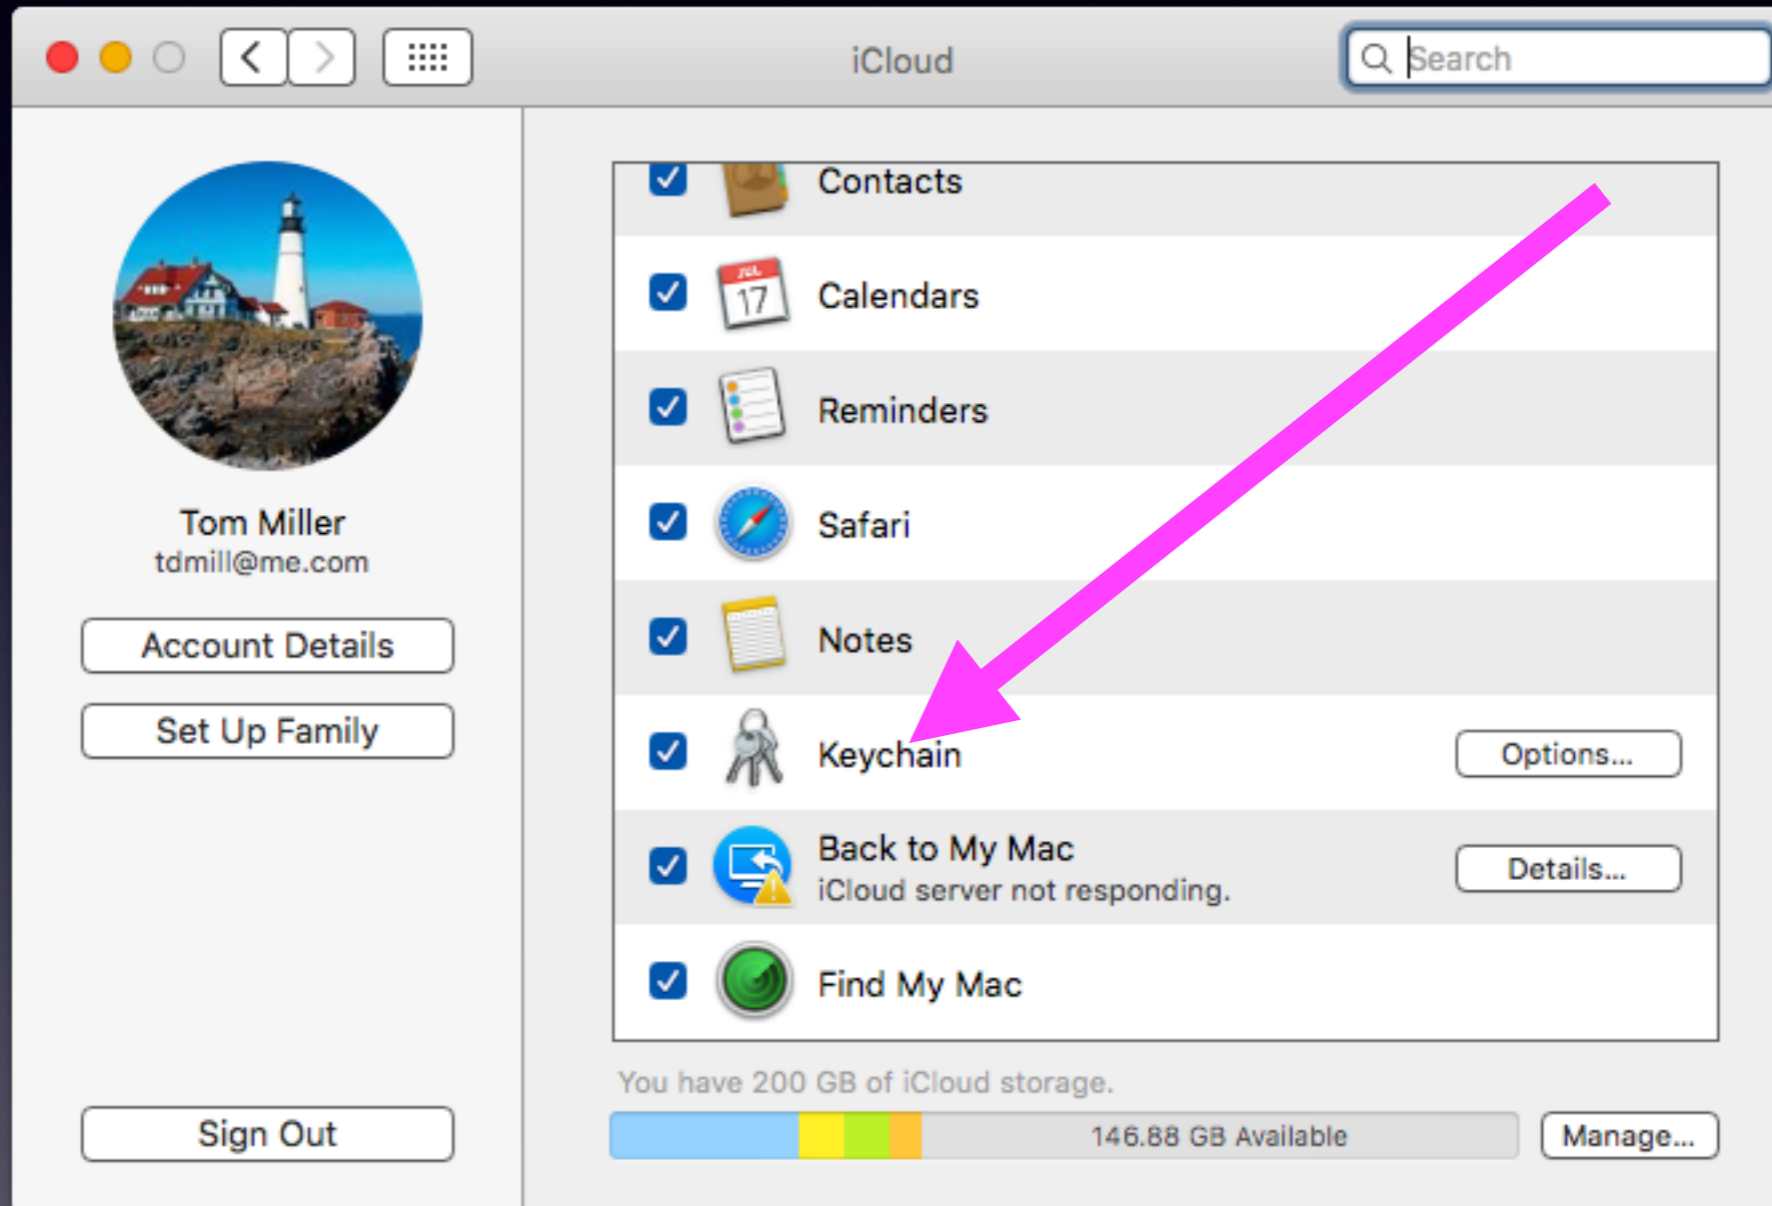 iCloud
Search
Tom Miller
tdmill@me.com
Account Details
Set Up Family
Sign Out
Contacts
JUL
17
Calendars
Reminders
Safari
Notes
Keychain
Options...
Back to My Mac
iCloud server not responding.
Details...
Find My Mac
You have 200 GB of iCloud storage.
146.88 GB Available
Manage...